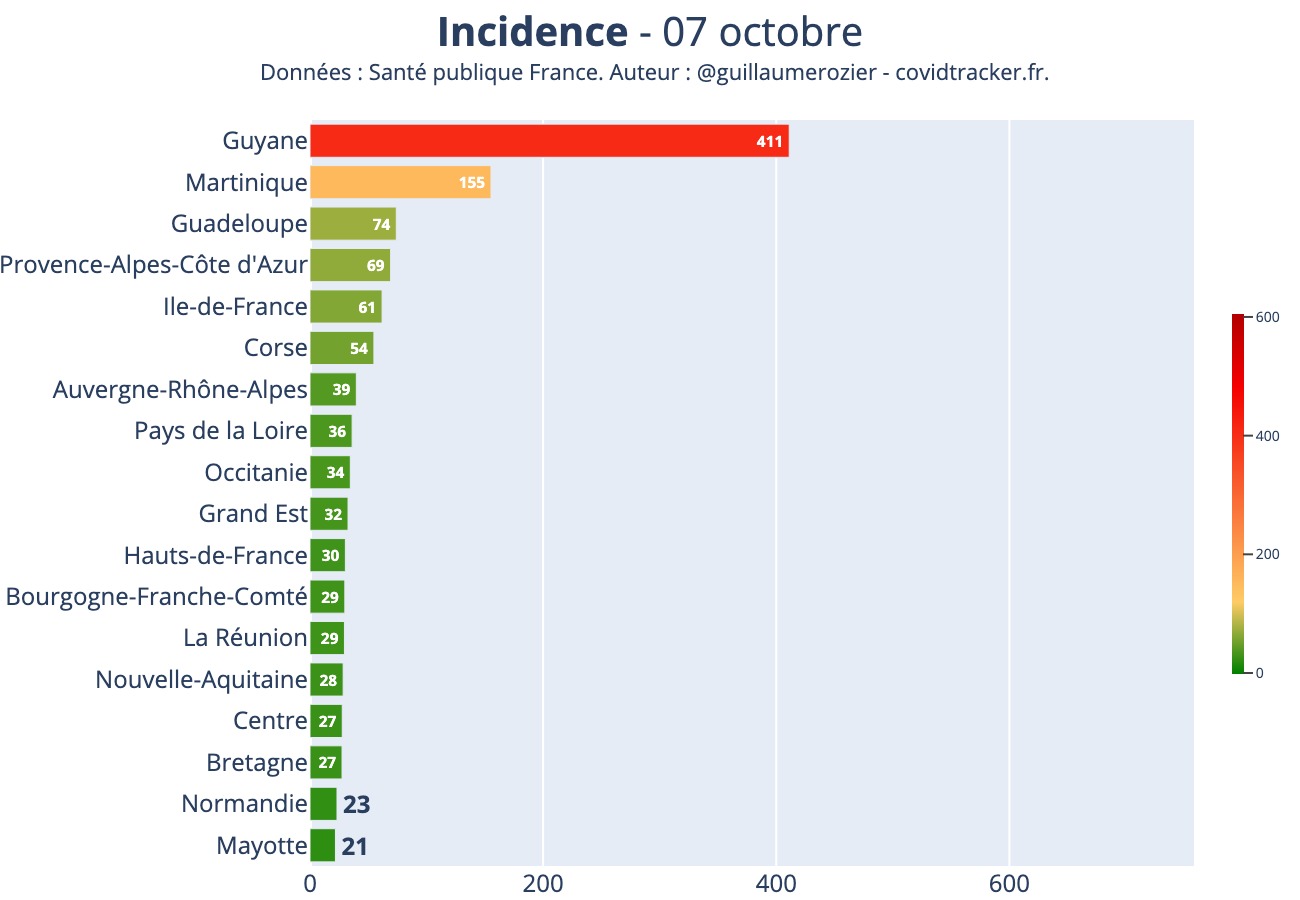 Incidence - 07 octobre
Données : Santé publique France. Auteur : @guillaumerozier - covidtracker.fr.
Guyane 411
Martinique 155
Guadeloupe 74
Provence-Alpes-Côte d'Azur 69
Ile-de-France 61
Corse 54
Auvergne-Rhône-Alpes 39
Pays de la Loire 36
Occitanie 34
Grand Est 32
Hauts-de-France 30
Bourgogne-Franche-Comté 29
La Réunion 29
Nouvelle-Aquitaine 28
Centre 27
Bretagne 27
Normandie 23
Mayotte 21
0 200 400 600
600
400
200
0